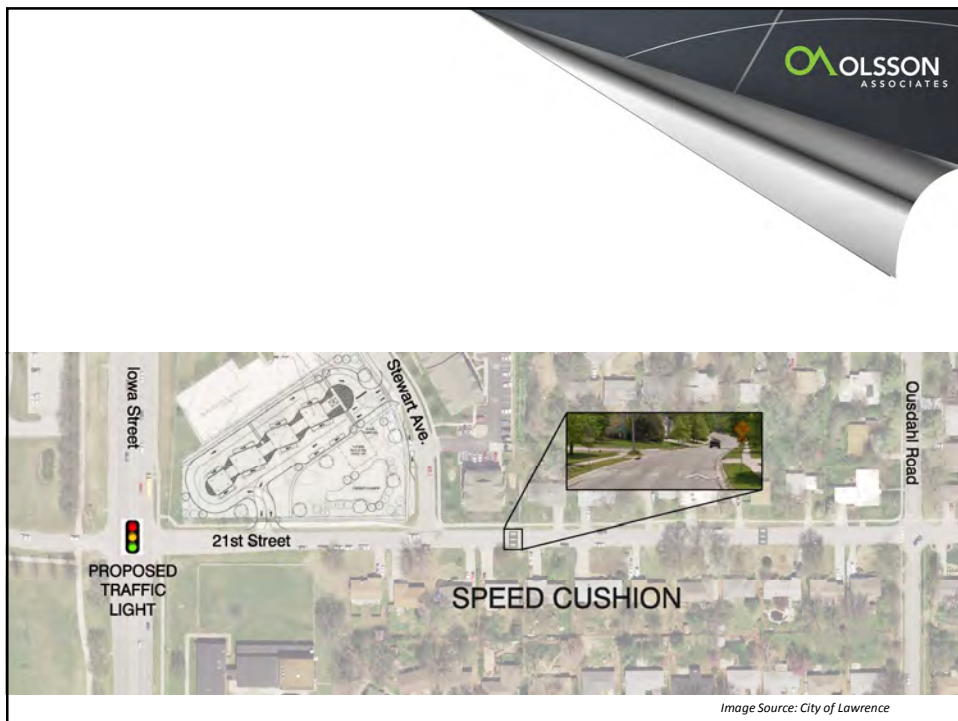 OLSSON
ASSOCIATES
Iowa Street
Stewart Ave.
Ousdahl Road
21st Street
PROPOSED
TRAFFIC
LIGHT
SPEED CUSHION
Image Source: City of Lawrence